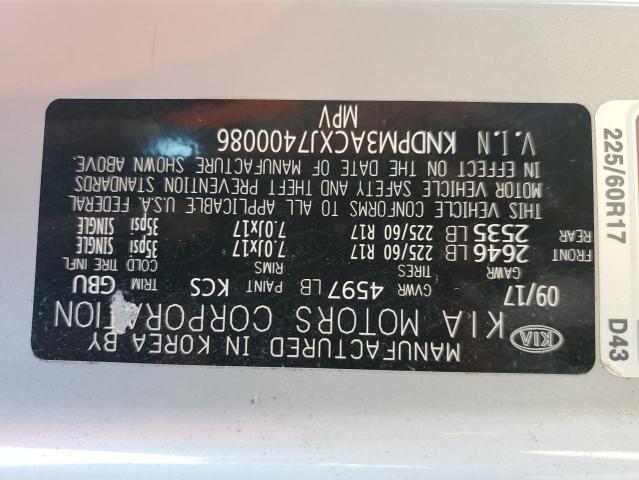 MANUFACTURED IN KOREA BY
KIA KIA MOTORS CORPORATION
09/17 GVWR 4597 LB PAINT KCS TRIM GBU
GAWR TIRES RIMS COLD TIRE INFL
FRONT 2646 LB 225/60 R17 7.0Jx17 35psi SINGLE
REAR 2535 LB 225/60 R17 7.0JX17 35psi SINGLE
THIS VEHICLE CONFORMS TO ALL APPLICABLE U.S.A. FEDERAL
MOTOR VEHICLE SAFETY AND THEFT PREVENTION STANDARDS
IN EFFECT ON THE DATE OF MANUFACTURE SHOWN ABOVE.
V.I.N KNDPM3ACXJ7400086
MPV
225/60R17
D43